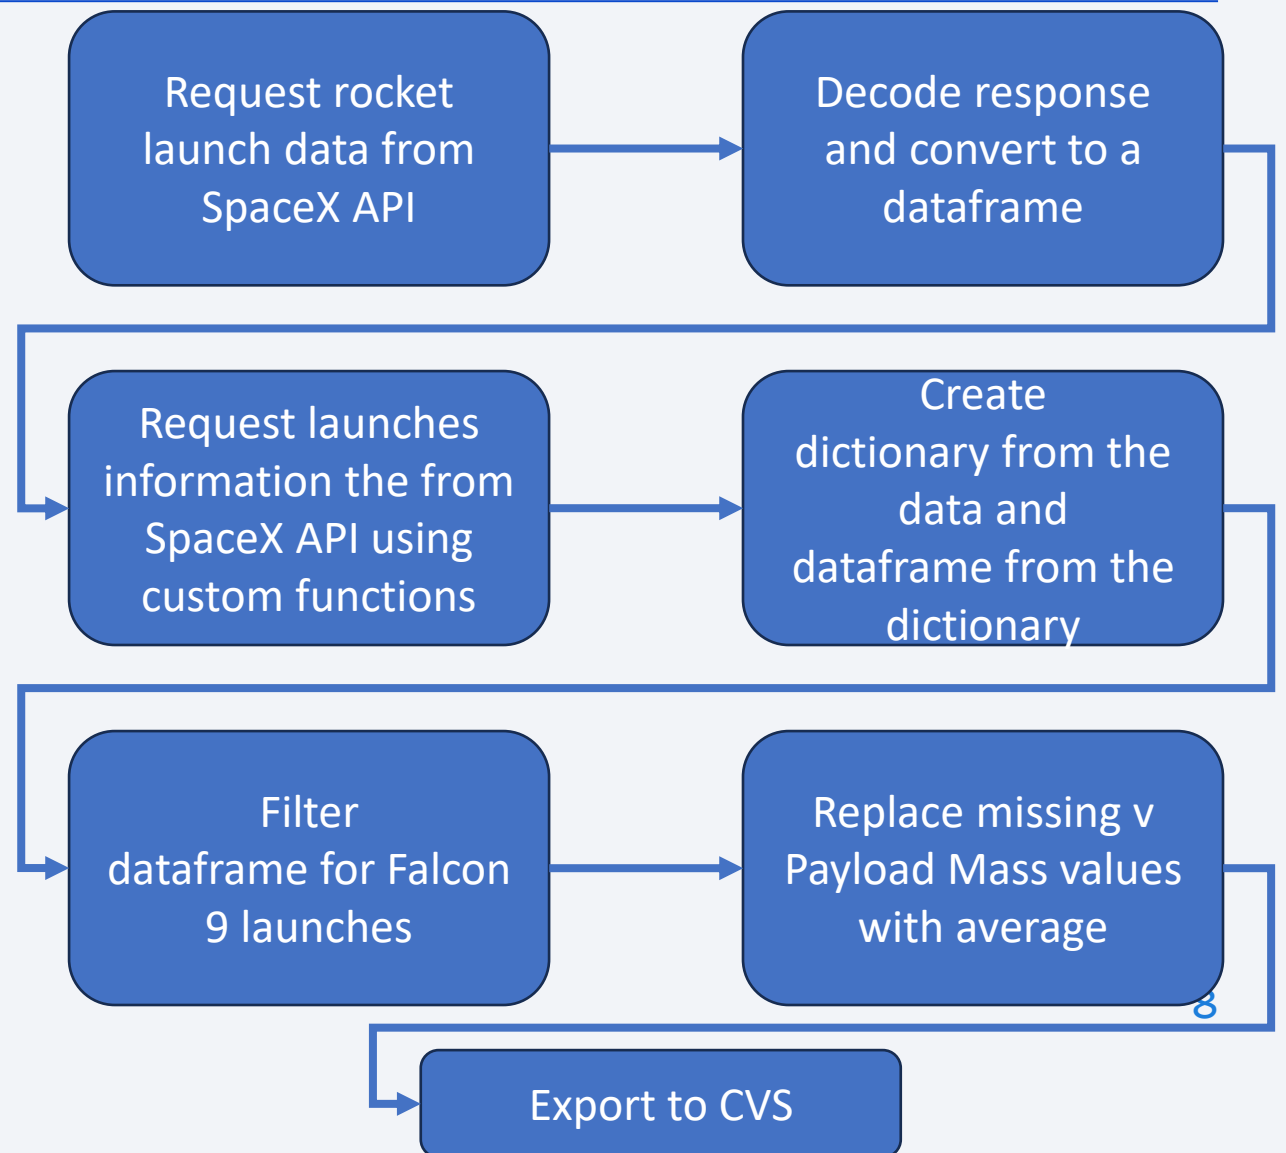 Request rocket
launch data from
SpaceX API
Decode response
and convert to a
dataframe
Request launches
information the from
SpaceX API using
custom functions
Create
dictionary from the
data and
dataframe from the
dictionary
Filter
dataframe for Falcon
9 launches
Replace missing v
Payload Mass values
with average
8
Export to CVS